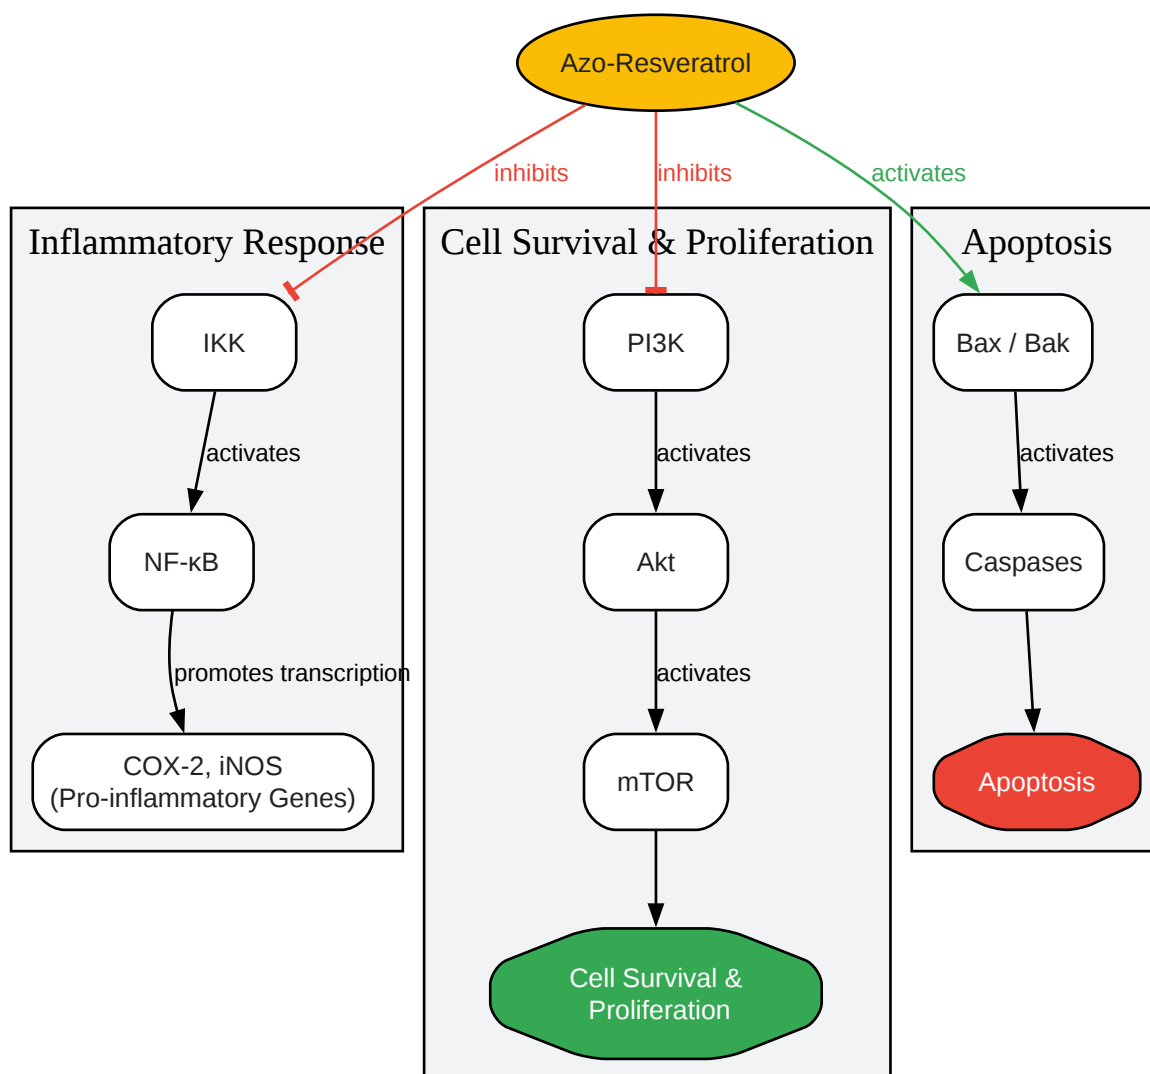 Azo-Resveratrol
inhibits
inhibits
activates
Inflammatory Response
Cell Survival & Proliferation
Apoptosis
IKK
PI3K
Bax / Bak
activates
activates
activates
NF-κB
Akt
Caspases
promotes transcription
activates
COX-2, iNOS
(Pro-inflammatory Genes)
mTOR
Apoptosis
Cell Survival &
Proliferation